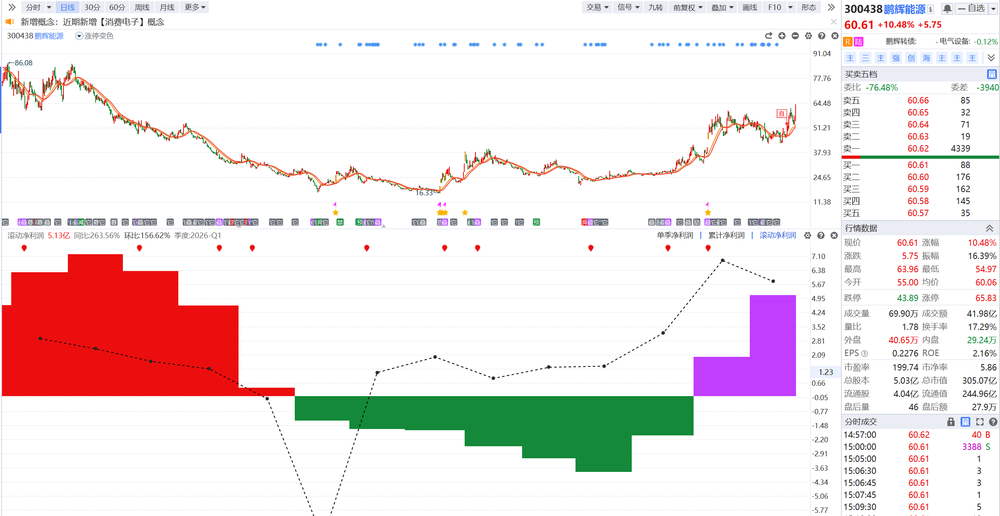 分时 日线 30分 60分 周线 月线 更多 交易 信号 九转 前复权 叠加 画线 F10 形态
新增概念：近期新增【消费电子】概念
300438 鹏辉能源 涨停变色
91.04
←86.08
77.76
64.48
自
51.21
37.93
24.65
16.33→
11.38
滚动净利润 5.13亿 同比:263.56% 环比:156.62% 季度:2026-Q1 单季净利润 累计净利润 滚动净利润
7.10
6.38
5.67
4.95
4.24
3.52
2.81
2.09
1.23
0.66
-0.05
-0.77
-1.48
-2.20
-2.91
-3.63
-4.34
-5.06
-5.77
300438 鹏辉能源 自选
60.61 +10.48% +5.75
R 陆 鹏辉转债: - 电气设备: -0.12%
主 三 主 强 创 海 主 主 主
买卖五档 量
委比 -76.48% 委差 -3940
卖五 60.66 85
卖四 60.65 32
卖三 60.64 71
卖二 60.63 19
卖一 60.62 4339
买一 60.61 88
买二 60.60 176
买三 60.59 162
买四 60.58 145
买五 60.57 35
行情数据
现价 60.61 涨幅 10.48%
涨跌 5.75 振幅 16.39%
最高 63.96 最低 54.97
今开 55.00 均价 60.06
跌停 43.89 涨停 65.83
成交量 69.90万 成交额 41.98亿
量比 1.78 换手率 17.29%
外盘 40.65万 内盘 29.24万
EPS ③ 0.2276 ROE 2.16%
市盈率 199.74 市净率 5.86
总股本 5.03亿 总市值 305.07亿
流通股 4.04亿 流通值 244.96亿
盘后量 46 盘后额 27.9万
分时成交 量
14:57:00 60.62 40 B
15:00:00 60.61 3388 S
15:05:00 60.61 1
15:06:30 60.61 3
15:06:45 60.61 3
15:07:45 60.61 1
15:09:30 60.61 5